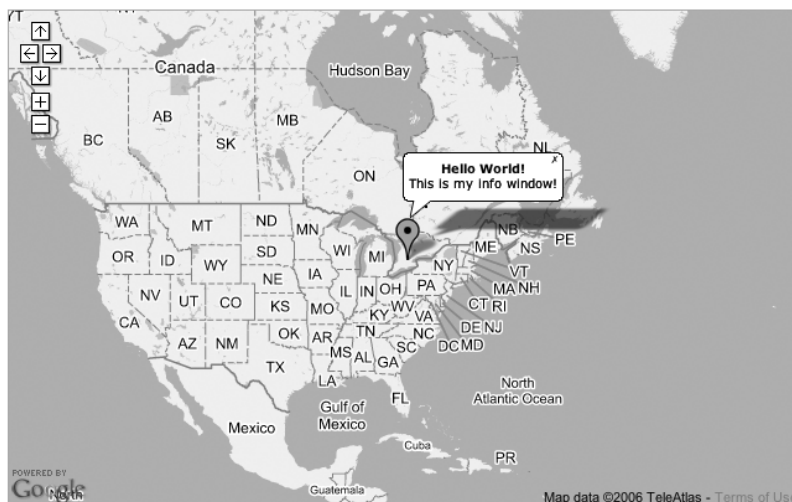 YT
Canada
Hudson Bay
AB
MB
BC
SK
NL
ON
Hello World!
This is my info window!
WA
MT
ND
MN
NB
PE
OR
ID
SD
WI
MI
NY
ME
NS
WY
NE
IA
VT
NV
UT
CO
IL
IN
OH
PA
MA
NH
CA
KS
MO
WV
CT
RI
KY
VA
DE
NJ
AZ
NM
OK
AR
TN
NC
DC
MD
MS
AL
GA
SC
TX
LA
FL
North
Atlantic Ocean
Gulf of
Mexico
Mexico
Cuba
PR
Guatemala
POWERED BY
Google
North
Map data ©2006 TeleAtlas - Terms of Us